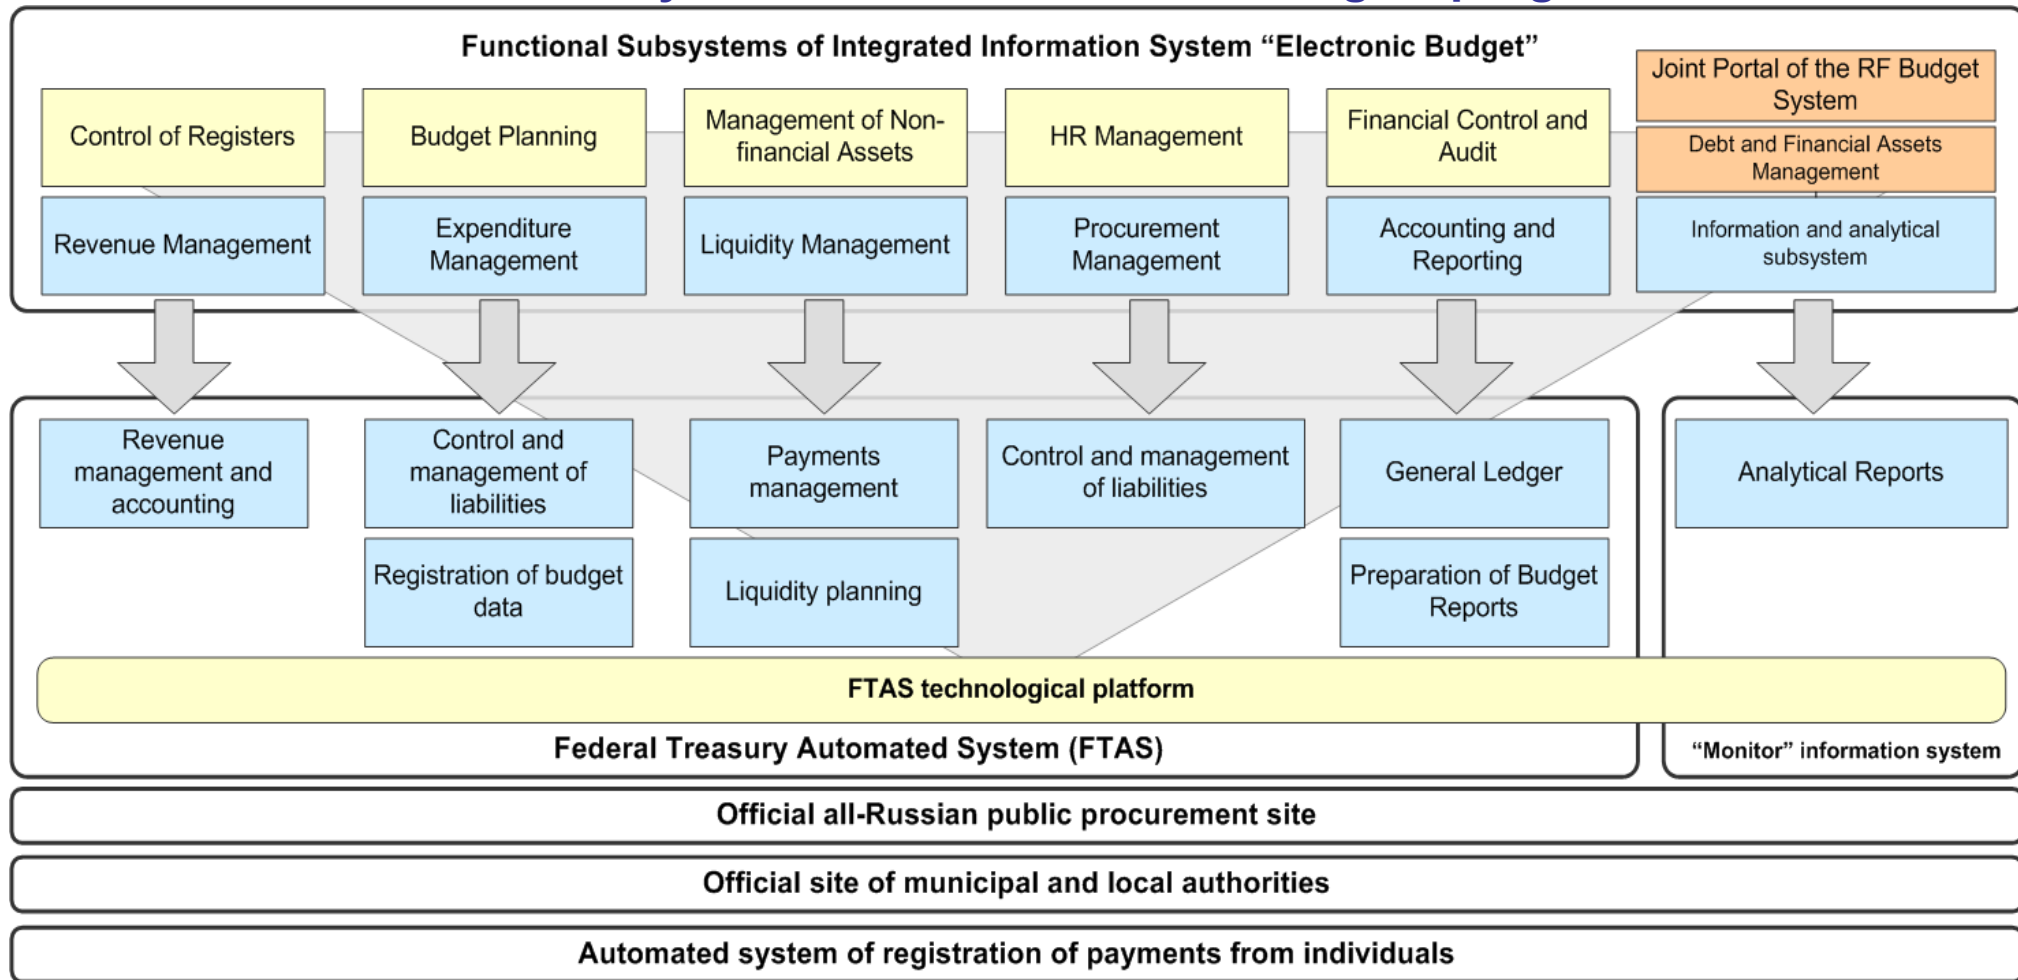 Functional Subsystems of Integrated Information System “Electronic Budget”
Joint Portal of the RF Budget
System
Control of Registers
Budget Planning
Management of Non-
financial Assets
HR Management
Financial Control and
Audit
Debt and Financial Assets
Management
Revenue Management
Expenditure
Management
Liquidity Management
Procurement
Management
Accounting and
Reporting
Information and analytical
subsystem
Revenue
management and
accounting
Control and
management of
liabilities
Payments
management
Control and management
of liabilities
General Ledger
Analytical Reports
Registration of budget
data
Liquidity planning
Preparation of Budget
Reports
FTAS technological platform
Federal Treasury Automated System (FTAS)
“Monitor” information system
Official all-Russian public procurement site
Official site of municipal and local authorities
Automated system of registration of payments from individuals